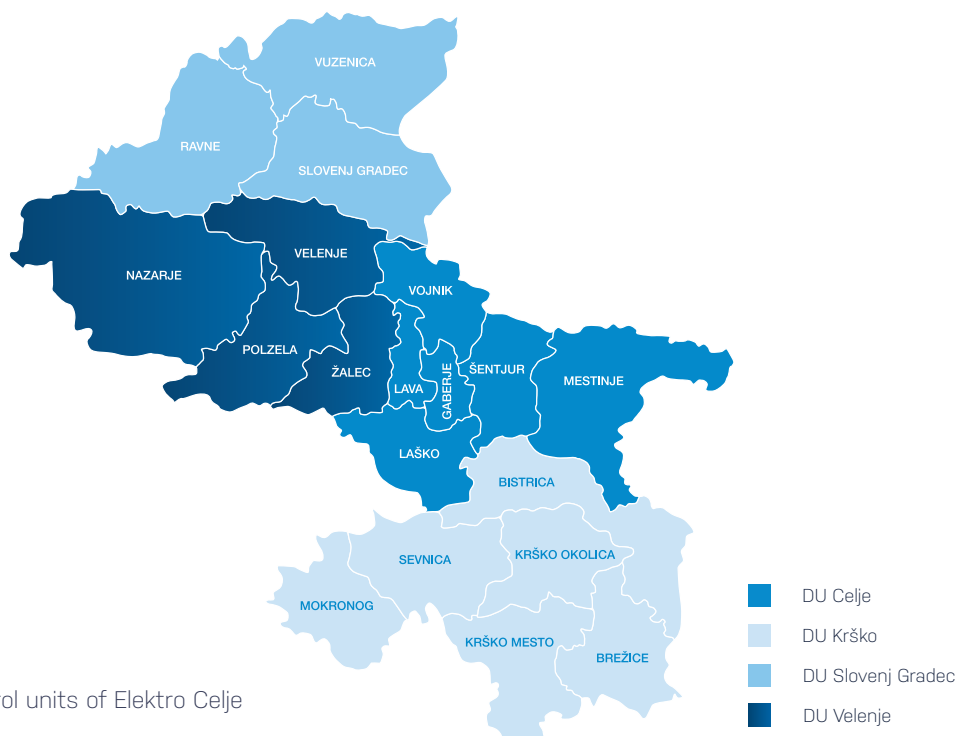 VUZENICA
RAVNE
SLOVENJ GRADEC
VELENJE
NAZARJE
VOJNIK
POLZELA
ŽALEC
LAVA
GABERJE
ŠENTJUR
MESTINJE
LAŠKO
BISTRICA
SEVNICA
KRŠKO OKOLICA
MOKRONOG
KRŠKO MESTO
BREŽICE
DU Celje
DU Krško
DU Slovenj Gradec
DU Velenje
units of Elektro Celje